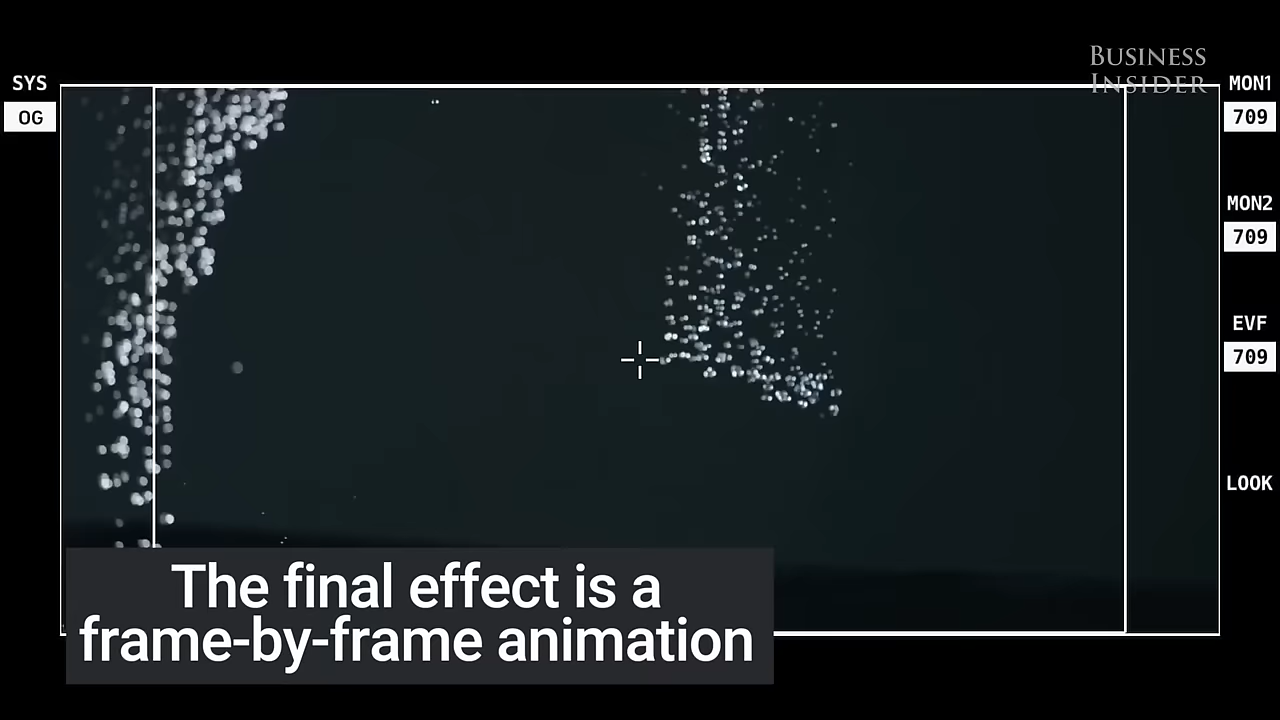 BUSINESS
INSIDER
SYS
OG
MON1
709
MON2
709
EVF
709
LOOK
The final effect is a
frame-by-frame animation